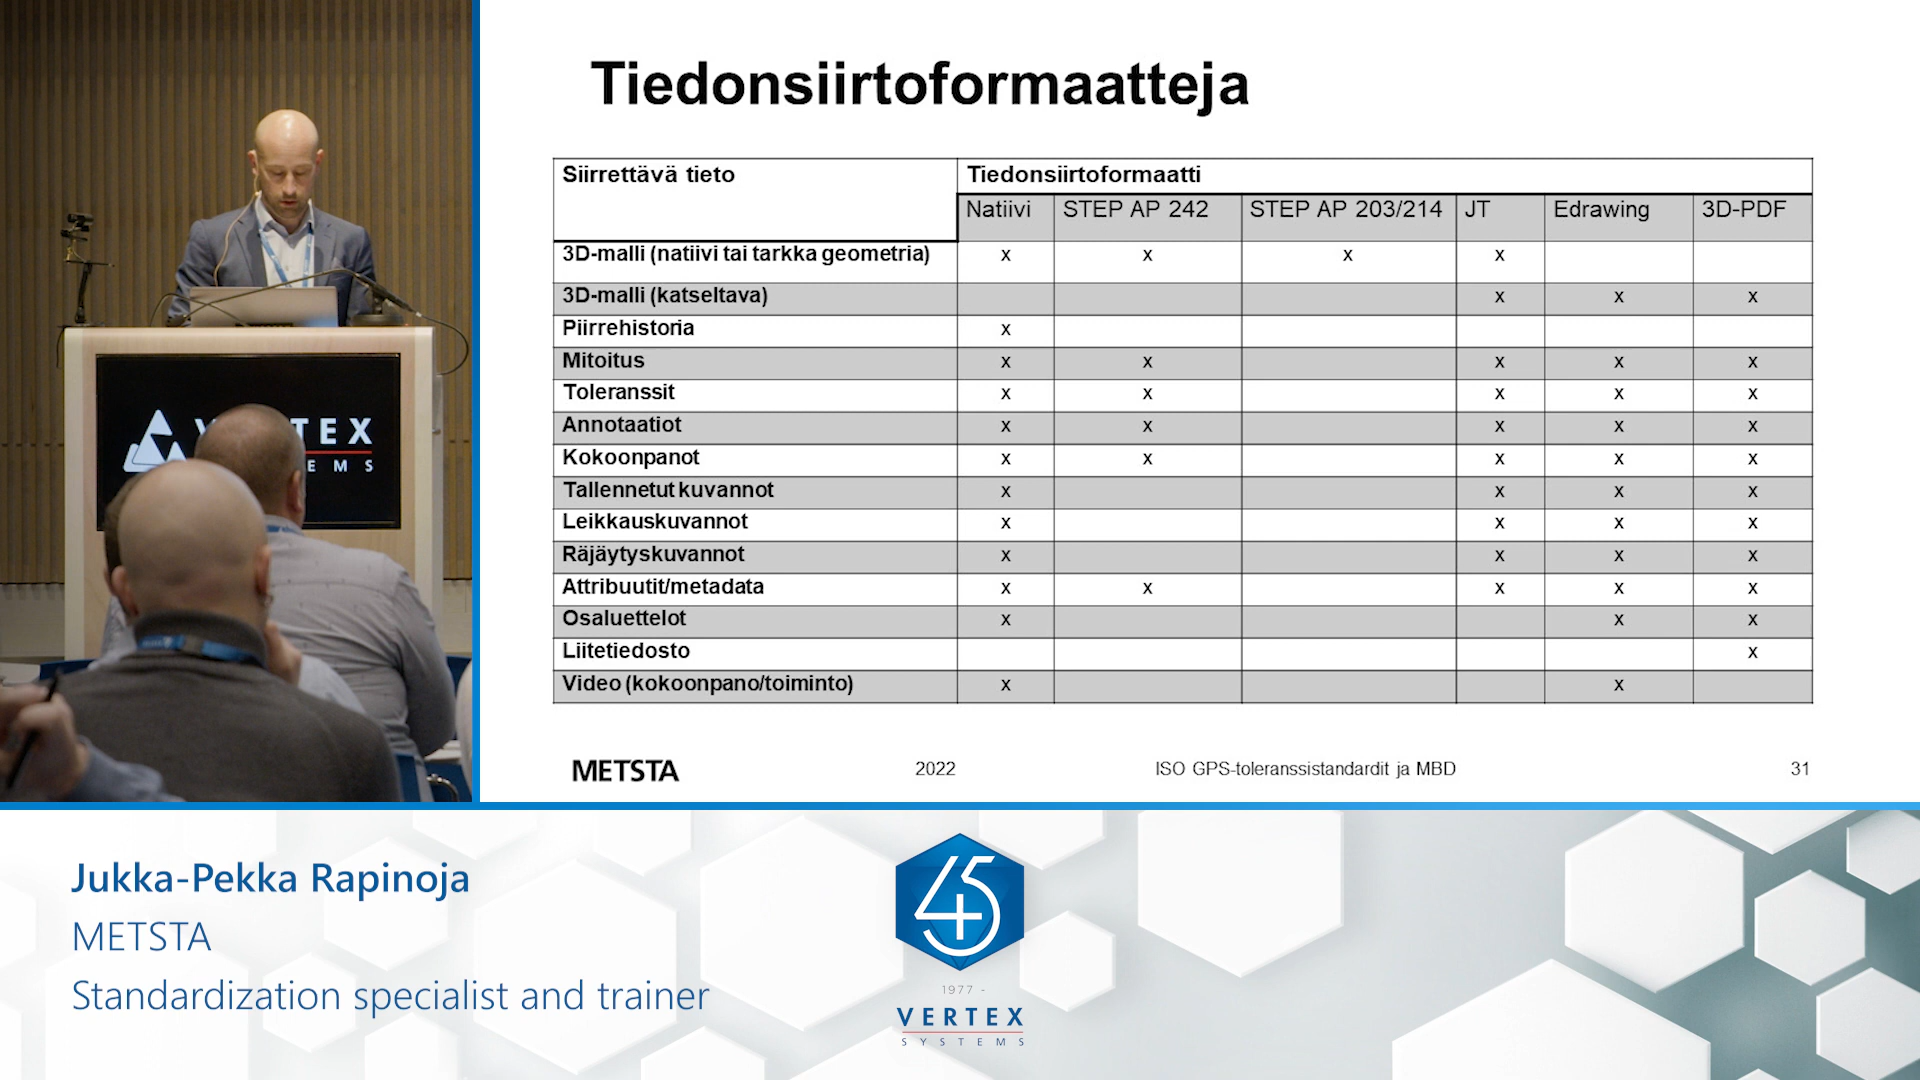 Tiedonsiirtoformaatteja
Siirrettävä tieto Tiedonsiirtoformaatti
Natiivi STEP AP 242 STEP AP 203/214 JT Edrawing 3D-PDF
3D-malli (natiivi tai tarkka geometria) x x x x
3D-malli (katseltava) x x x
Piirrehistoria x
Mitoitus x x x x x
Toleranssit x x x x x
Annotaatiot x x x x x
Kokoonpanot x x x x x
Tallennetut kuvannot x x x x
Leikkauskuvannot x x x x
Räjäytyskuvannot x x x x
Attribuutit/metadata x x x x x
Osaluettelot x x x
Liitetiedosto x
Video (kokoonpano/toiminto) x x
METSTA 2022 ISO GPS-toleranssistandardit ja MBD 31
Jukka-Pekka Rapinoja
METSTA
Standardization specialist and trainer
45
1977 -
VERTEX
SYSTEMS